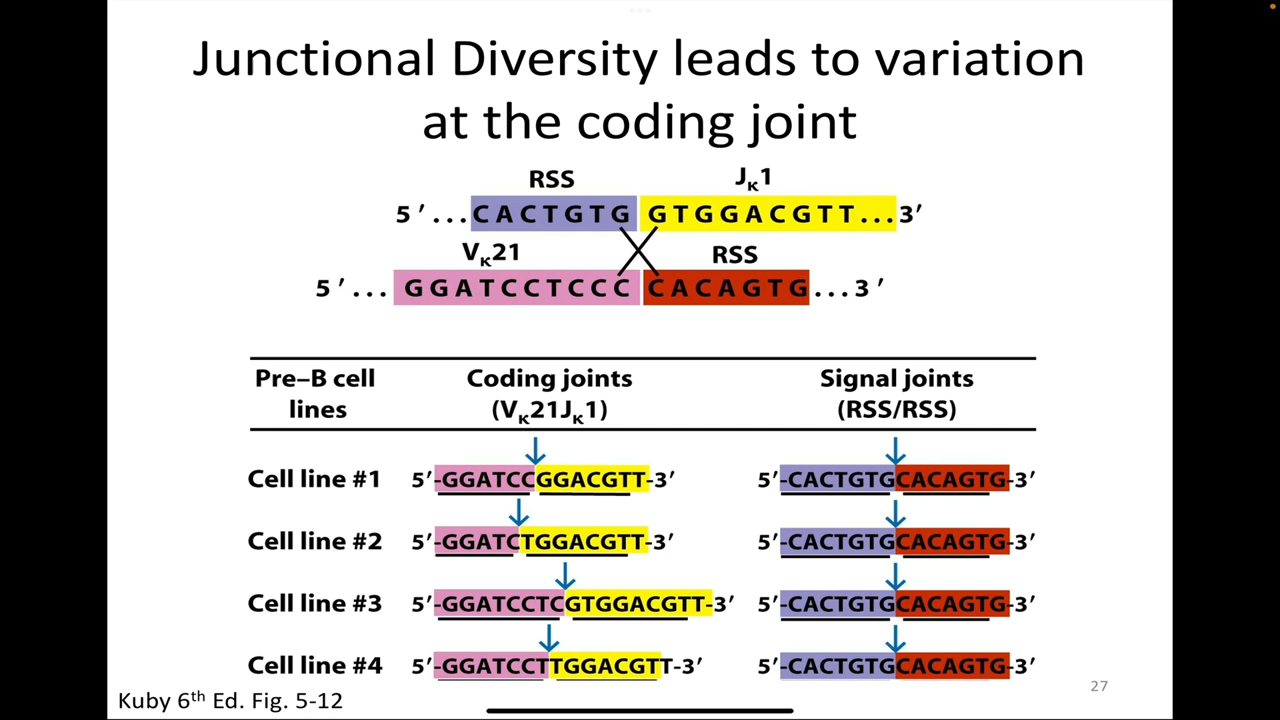 Junctional Diversity leads to variation
at the coding joint
RSS Jκ1
5′...CACTGTG GTGGACGTT...3′
Vκ21 RSS
5′... GGATCCTCCC CACAGTG...3′
Pre–B cell lines Coding joints (Vκ21Jκ1) Signal joints (RSS/RSS)
Cell line #1 5′-GGATCCGGACGTT-3′ 5′-CACTGTGCACAGTG-3′
Cell line #2 5′-GGATCTGGACGTT-3′ 5′-CACTGTGCACAGTG-3′
Cell line #3 5′-GGATCCTCGTGGACGTT-3′ 5′-CACTGTGCACAGTG-3′
Cell line #4 5′-GGATCCTTGGACGTT-3′ 5′-CACTGTGCACAGTG-3′
Kuby 6th Ed. Fig. 5-12
27